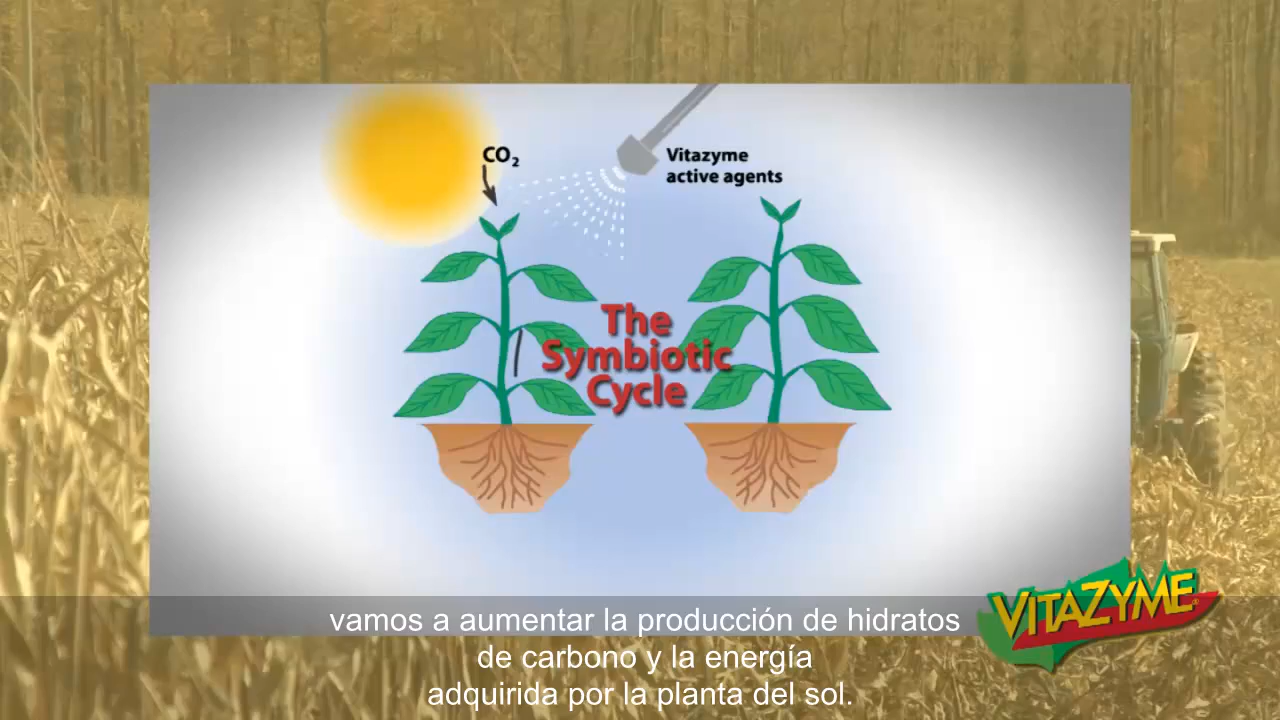 CO₂
Vitazyme
active agents
The
Symbiotic
Cycle
VITAZYME®
vamos a aumentar la producción de hidratos
de carbono y la energía
adquirida por la planta del sol.